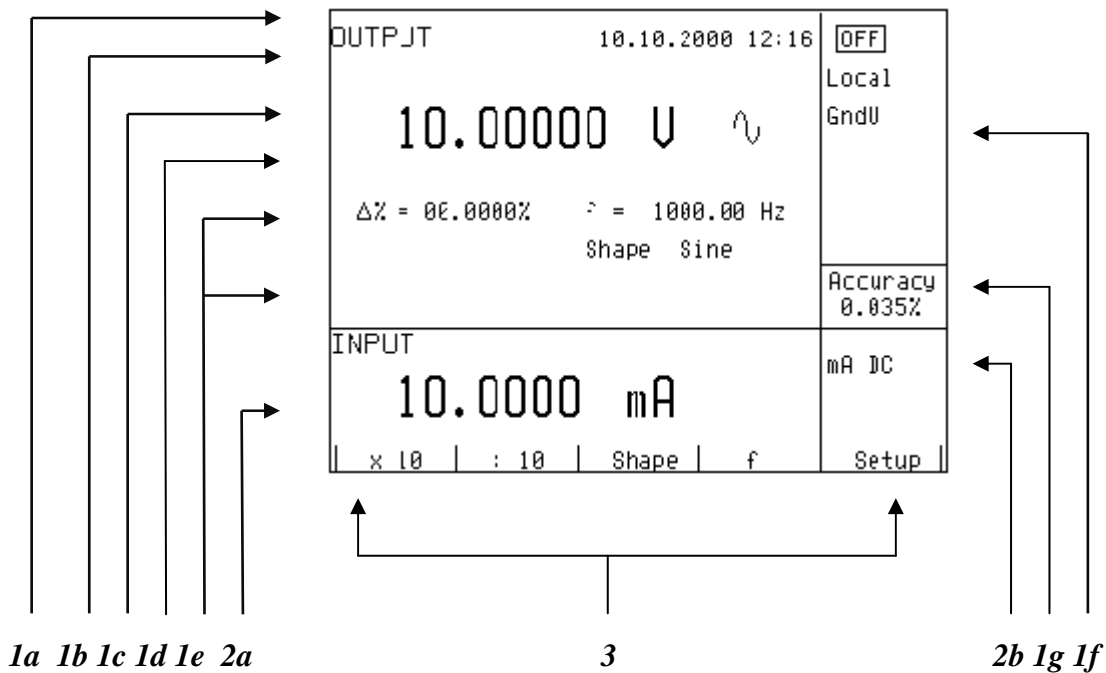 OUTPUT 10.10.2000 12:16 OFF
Local
10.00000 V GndU
Δ% = 00.0000% = 1000.00 Hz
Shape Sine
Accuracy
0.035%
INPUT
mA DC
10.0000 mA
x 10 : 10 Shape f Setup
1a 1b 1c 1d 1e 2a 3 2b 1g 1f